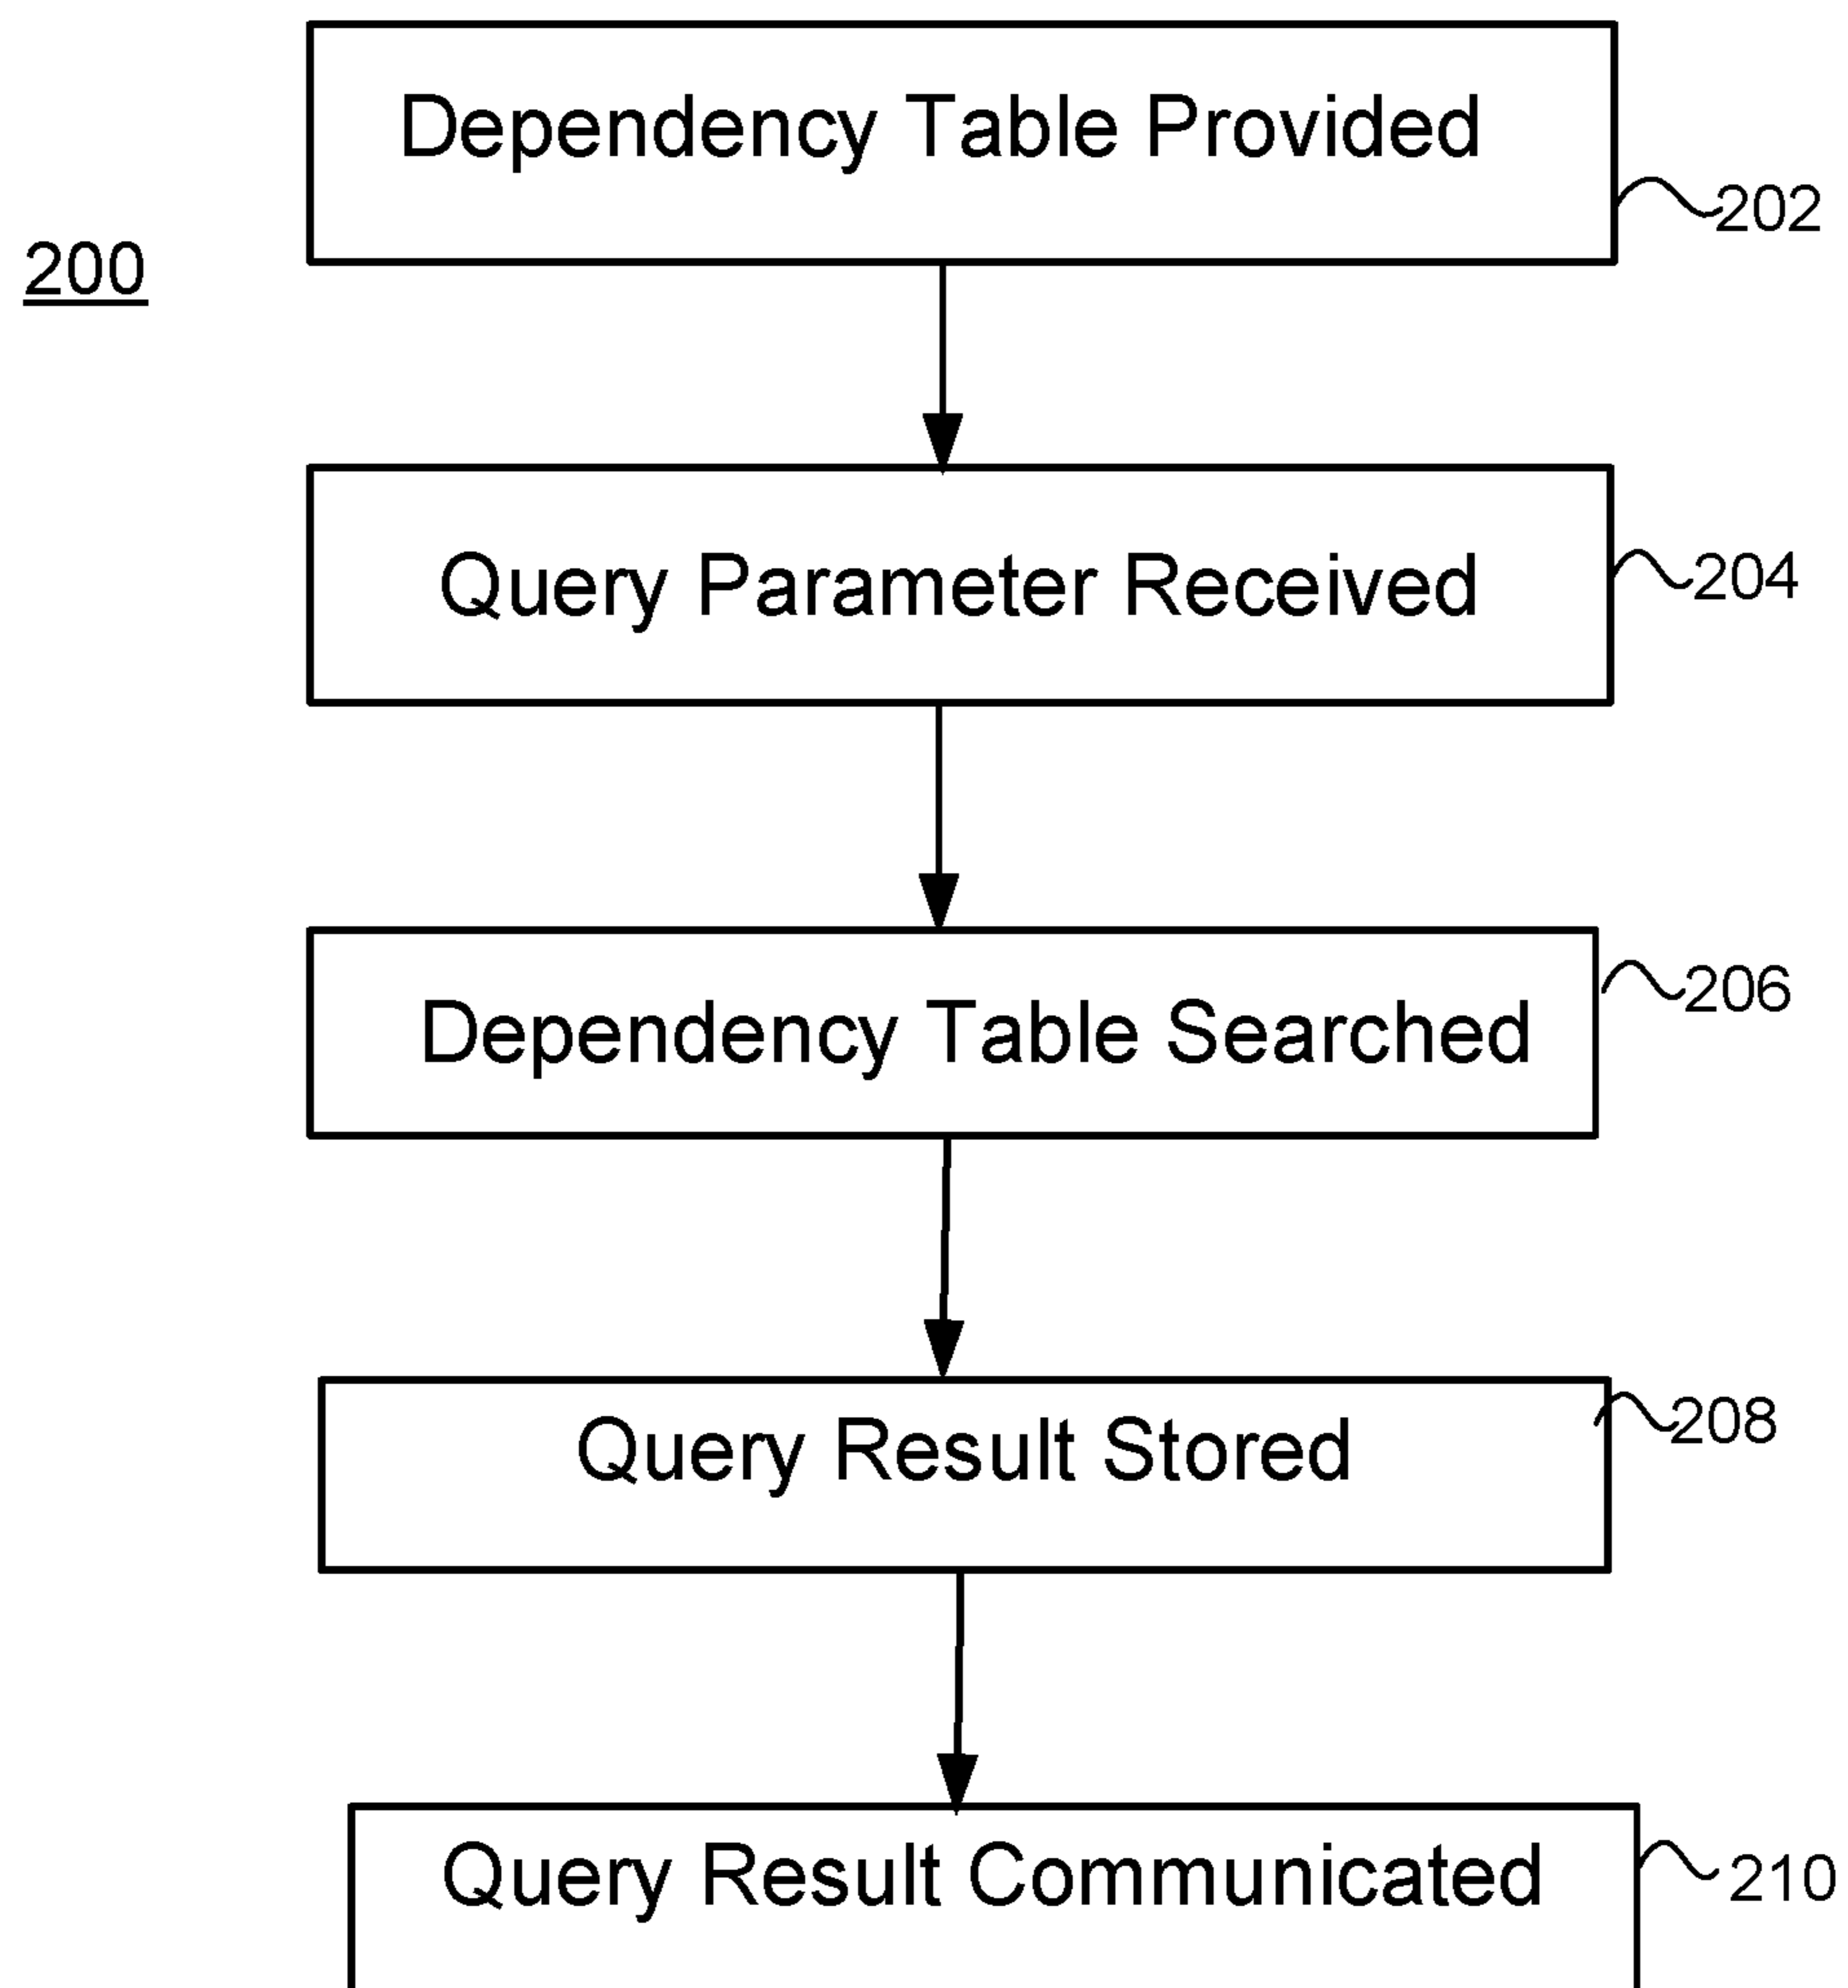 Dependency Table Provided
202
200
Query Parameter Received
204
206
Dependency Table Searched
208
Query Result Stored
Query Result Communicated
210